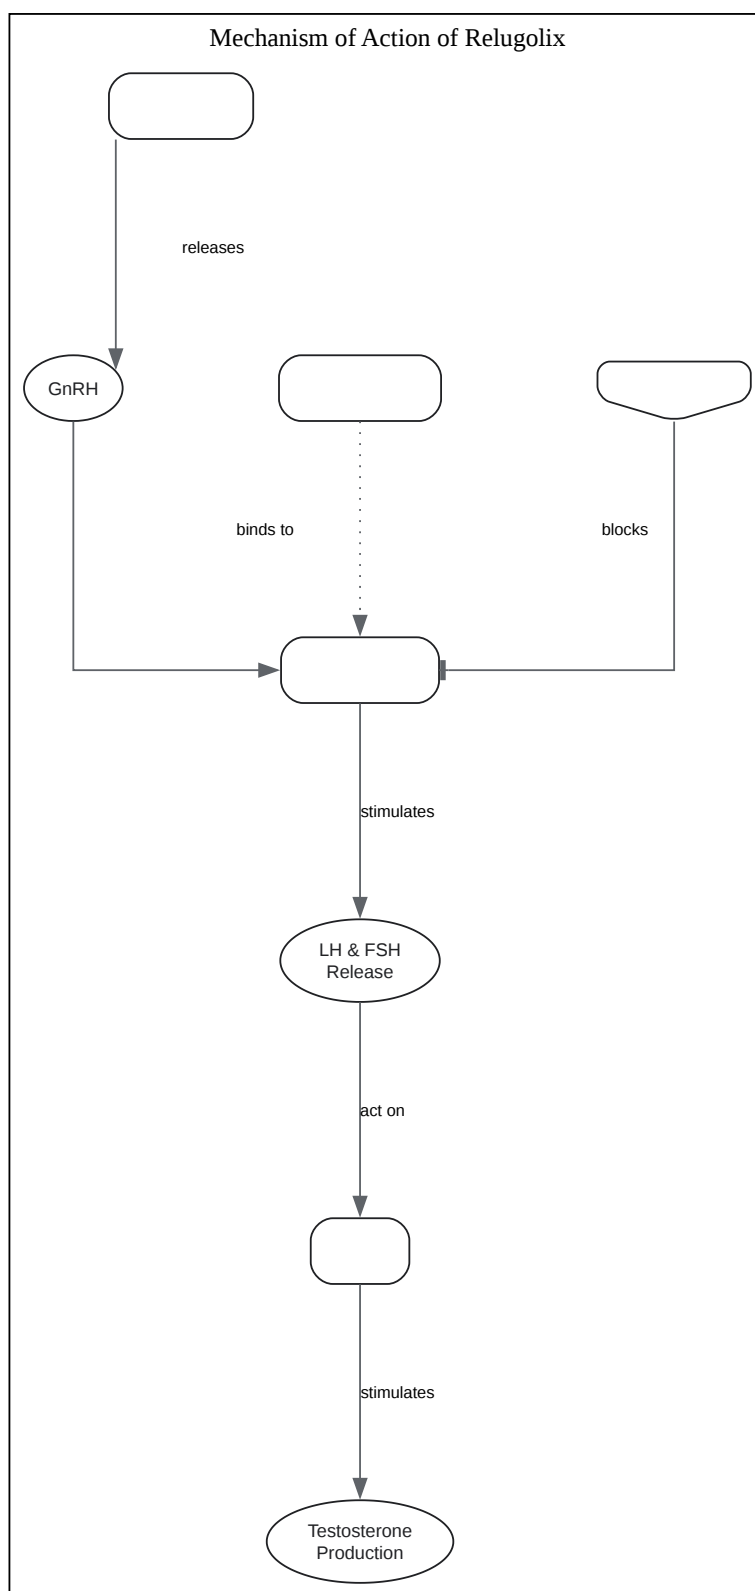 Mechanism of Action of Relugolix
releases
GnRH
binds to
blocks
stimulates
LH & FSH
Release
act on
stimulates
Testosterone
Production